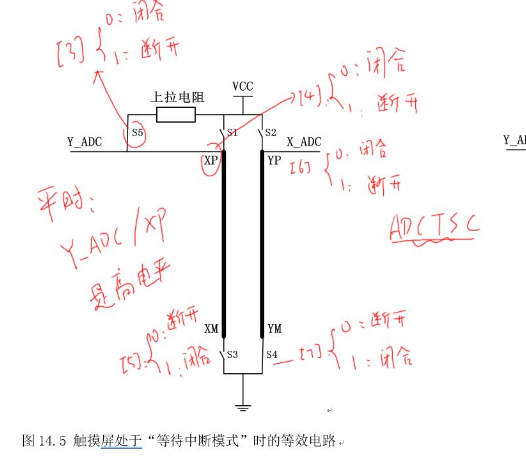 [3] { 0: 闭合
1: 断开
上拉电阻
VCC
[4]: { 0: 闭合
1: 断开
S5
S1
S2
Y_ADC
X_ADC
XP
YP
[6] { 0: 闭合
1: 断开
平时:
Y_ADC/XP
是高电平
ADCTSC
XM
YM
[5]: { 0: 断开
1: 闭合
S3
S4
[7]: { 0: 断开
1: 闭合
图 14.5 触摸屏处于“等待中断模式”时的等效电路